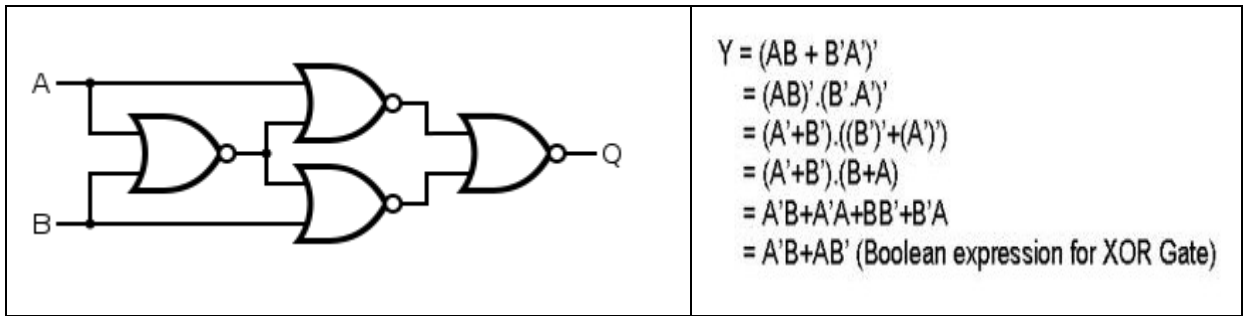 A
B
Q
Y = (AB + B’A’)’
= (AB)’.(B’.A’)’
= (A’+B’).((B’)’+(A’)’)
= (A’+B’).(B+A)
= A’B+A’A+BB’+B’A
= A’B+AB’ (Boolean expression for XOR Gate)